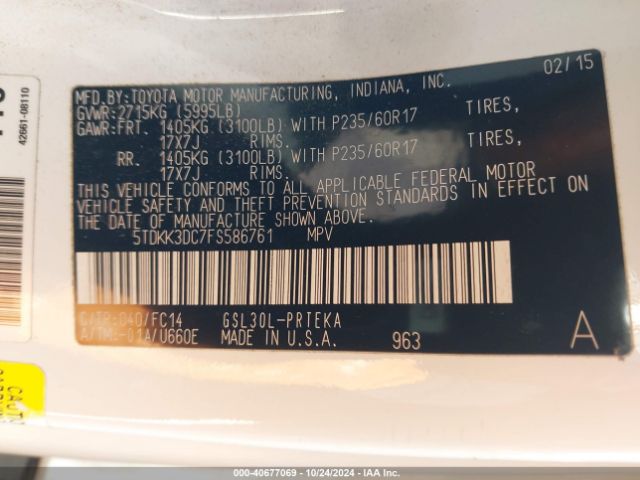 MFD.BY:TOYOTA MOTOR MANUFACTURING, INDIANA, INC. 02/15
GVWR:2715KG (5995LB)
GAWR:FRT. 1405KG (3100LB) WITH P235/60R17 TIRES,
17X7J RIMS.
RR. 1405KG (3100LB) WITH P235/60R17 TIRES,
17X7J RIMS.
THIS VEHICLE CONFORMS TO ALL APPLICABLE FEDERAL MOTOR
VEHICLE SAFETY AND THEFT PREVENTION STANDARDS IN EFFECT ON
THE DATE OF MANUFACTURE SHOWN ABOVE.
5TDKK3DC7FS586761 MPV
C/TR:040/FC14 GSL30L-PRTEKA
A/TM:-01A/U660E MADE IN U.S.A. 963 A
42661-08110
000-40677069 - 10/24/2024 - IAA Inc.